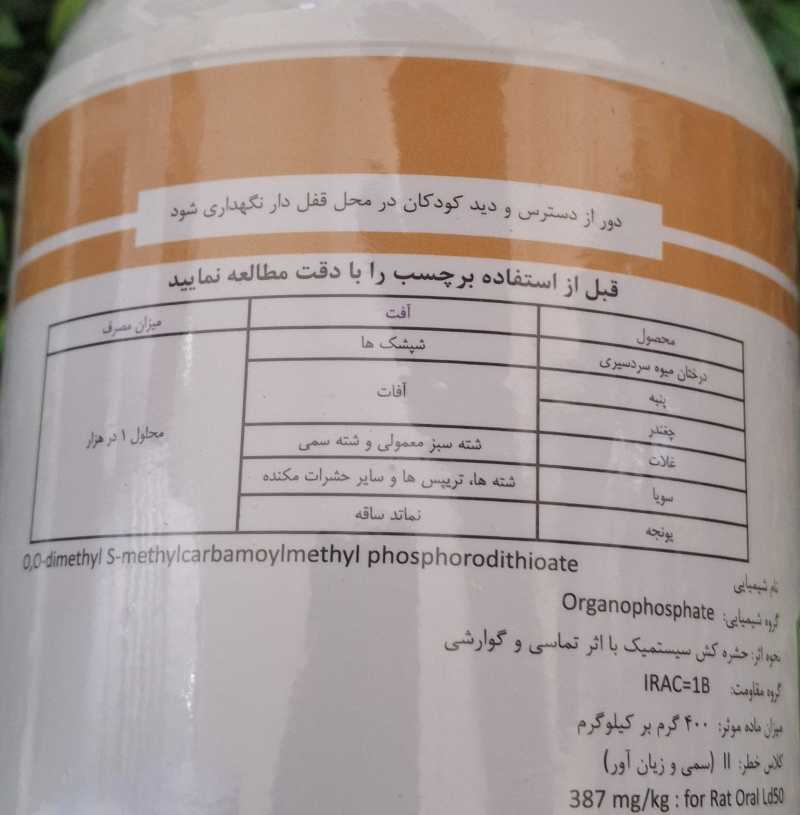 دور از دسترس و دید کودکان در محل قفل دار نگهداری شود
قبل از استفاده برچسب را با دقت مطالعه نمایید
محصول آفت میزان مصرف
درختان میوه سردسیری شپشک ها محلول ۱ در هزار
پنبه آفات
چغندر
غلات شته سبز معمولی و شته سمی
سویا شته ها، تریپس ها و سایر حشرات مکنده
یونجه نماتد ساقه
نام شیمیایی
O,O-dimethyl S-methylcarbamoylmethyl phosphorodithioate
گروه شیمیایی: Organophosphate
نحوه اثر: حشره کش سیستمیک با اثر تماسی و گوارشی
گروه مقاومت: IRAC=1B
میزان ماده موثر: ۴۰۰ گرم بر کیلوگرم
کلاس خطر: II (سمی و زیان آور)
387 mg/kg : for Rat Oral Ld50